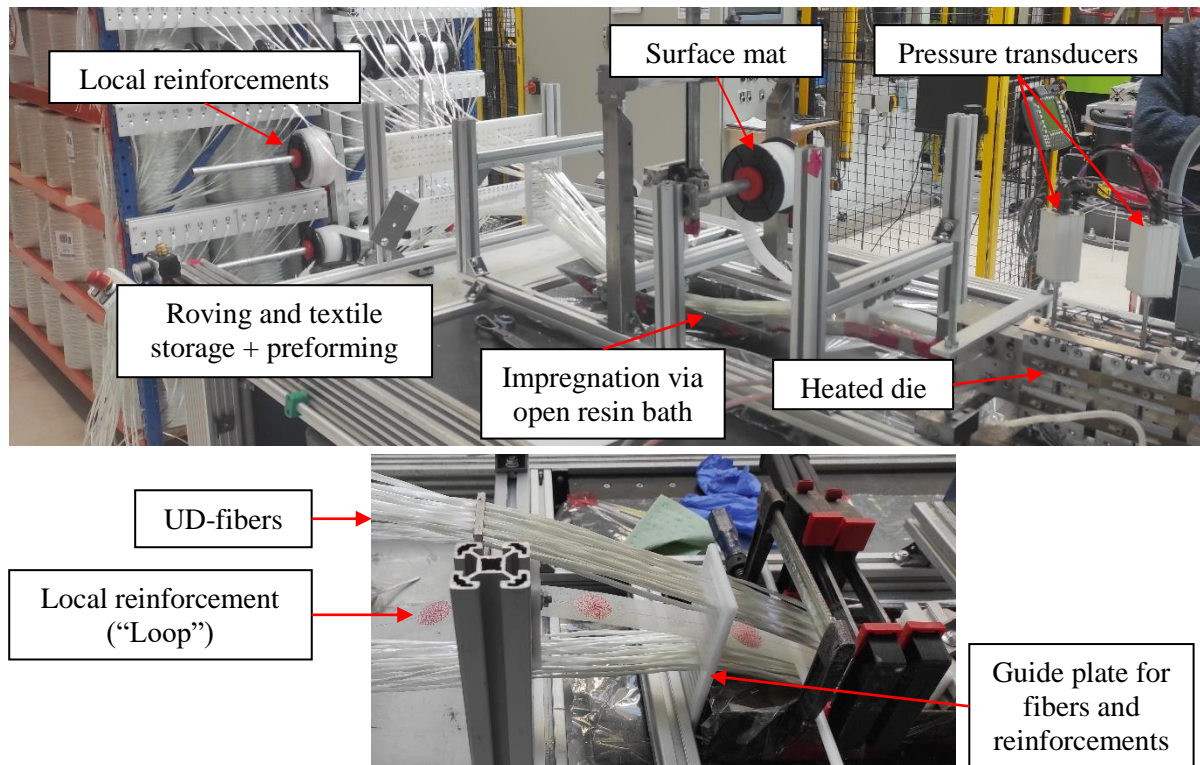 Local reinforcements
Surface mat
Pressure transducers
Roving and textile
storage + preforming
Impregnation via
open resin bath
Heated die
UD-fibers
Local reinforcement
(“Loop”)
Guide plate for
fibers and
reinforcements